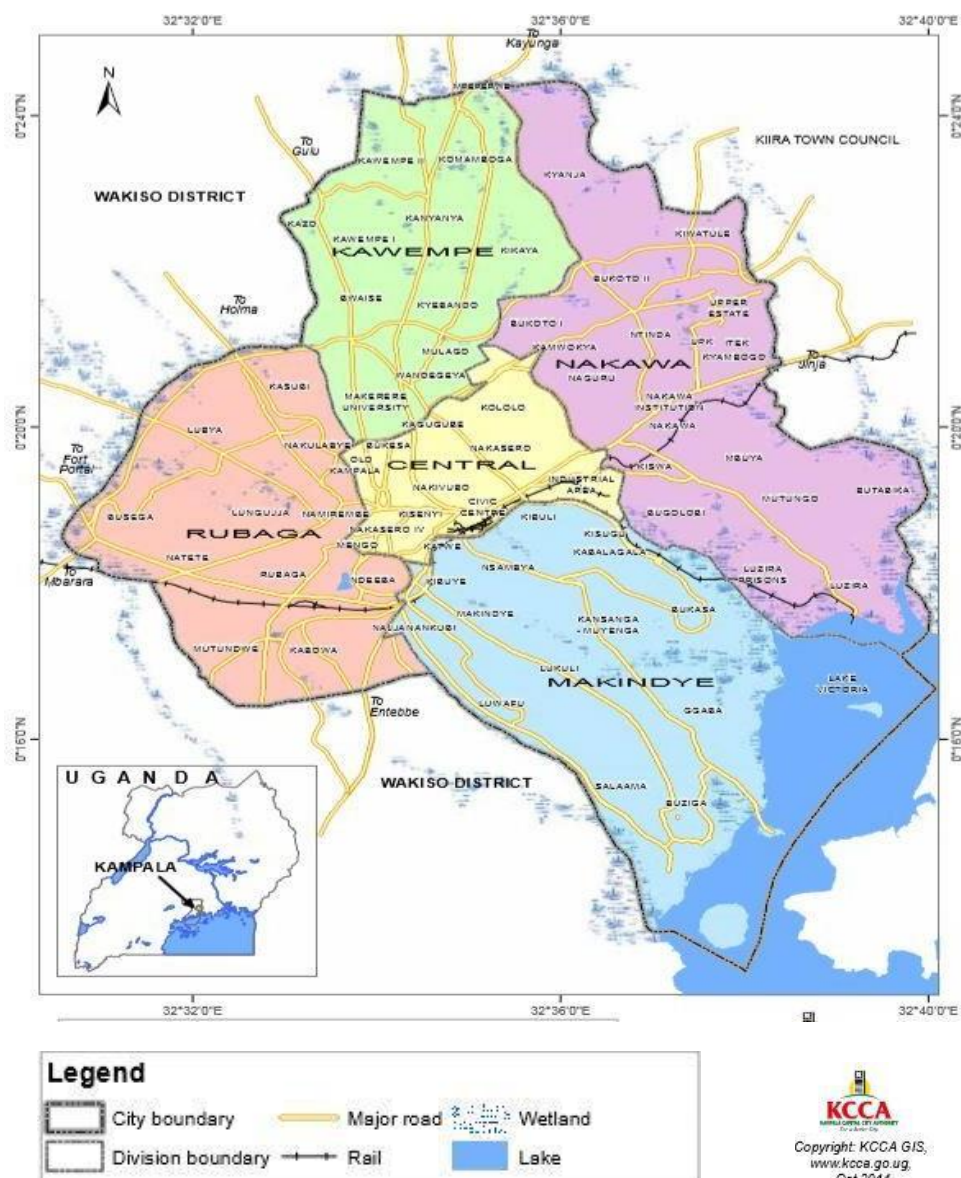 32°32'0"E
32°36'0"E
32°40'0"E
To
Kayunga
N
MPERERWE
0°24'0"N
0°24'0"N
KIIRA TOWN COUNCIL
To
Gulu
KAWEMPE II
KOMAMBOGA
KYANJA
WAKISO DISTRICT
KAZO
KANYANYA
KIWATULE
KAWEMPE I
KAWEMPE
KIKAYA
BUKOTO II
To
Hoima
BWAISE
KYEBANDO
UPPER
ESTATE
BUKOTO I
NTINDA
UPK
ITEK
KYAMBOGO
MULAGO
KAMWOKYA
To
Jinja
WANDEGEYA
NAKAWA
NAGURU
KASUBI
MAKERERE
UNIVERSITY
KOLOLO
NAKAWA
INSTITUTION
0°20'0"N
0°20'0"N
LUBYA
KAGUGUBE
NAKAWA
NAKULABYE
BUKESA
NAKASERO
To
Fort
Portal
OLD
KAMPALA
CENTRAL
KISWA
MBUYA
NAKIVUBO
INDUSTRIAL
AREA
MUTUNGO
BUTABIKA
BUSEGA
LUNGUJJA
NAMIREMBE
KISENYI
CIVIC
CENTRE
BUGOLOBI
RUBAGA
NAKASERO IV
KIBULI
KISUGU
MENGO
KATWE
KABALAGALA
NATETE
NSAMBYA
LUZIRA
PRISONS
LUZIRA
To
Mbarara
RUBAGA
NDEEBA
KIBUYE
BUKASA
MAKINDYE
KANSANGA
- MUYENGA
NAJJANANKUBI
MUTUNDWE
KABOWA
LUKULI
MAKINDYE
LAKE
VICTORIA
To
Entebbe
LUWAFU
GGABA
0°16'0"N
0°16'0"N
UGANDA
WAKISO DISTRICT
SALAAMA
BUZIGA
KAMPALA
32°32'0"E
32°36'0"E
32°40'0"E
Legend
City boundary
Major road
Wetland
Division boundary
Rail
Lake
KCCA
KAMPALA CAPITAL CITY AUTHORITY
For a better City
Copyright: KCCA GIS,
www.kcca.go.ug,